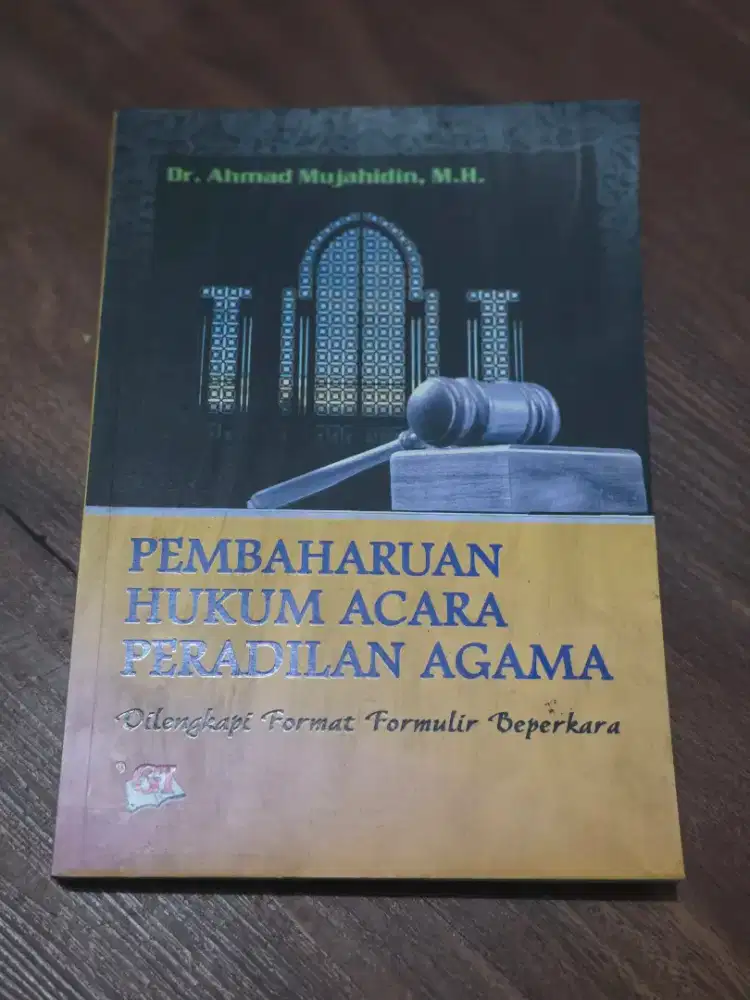 Dr. Ahmad Mujahidin, M.H.
PEMBAHARUAN
HUKUM ACARA
PERADILAN AGAMA
Dilengkapi Format Formulir Beperkara